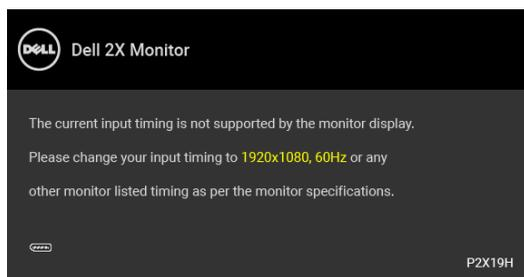 DELL
Dell 2X Monitor
The current input timing is not supported by the monitor display.
Please change your input timing to 1920x1080, 60Hz or any
other monitor listed timing as per the monitor specifications.
P2X19H